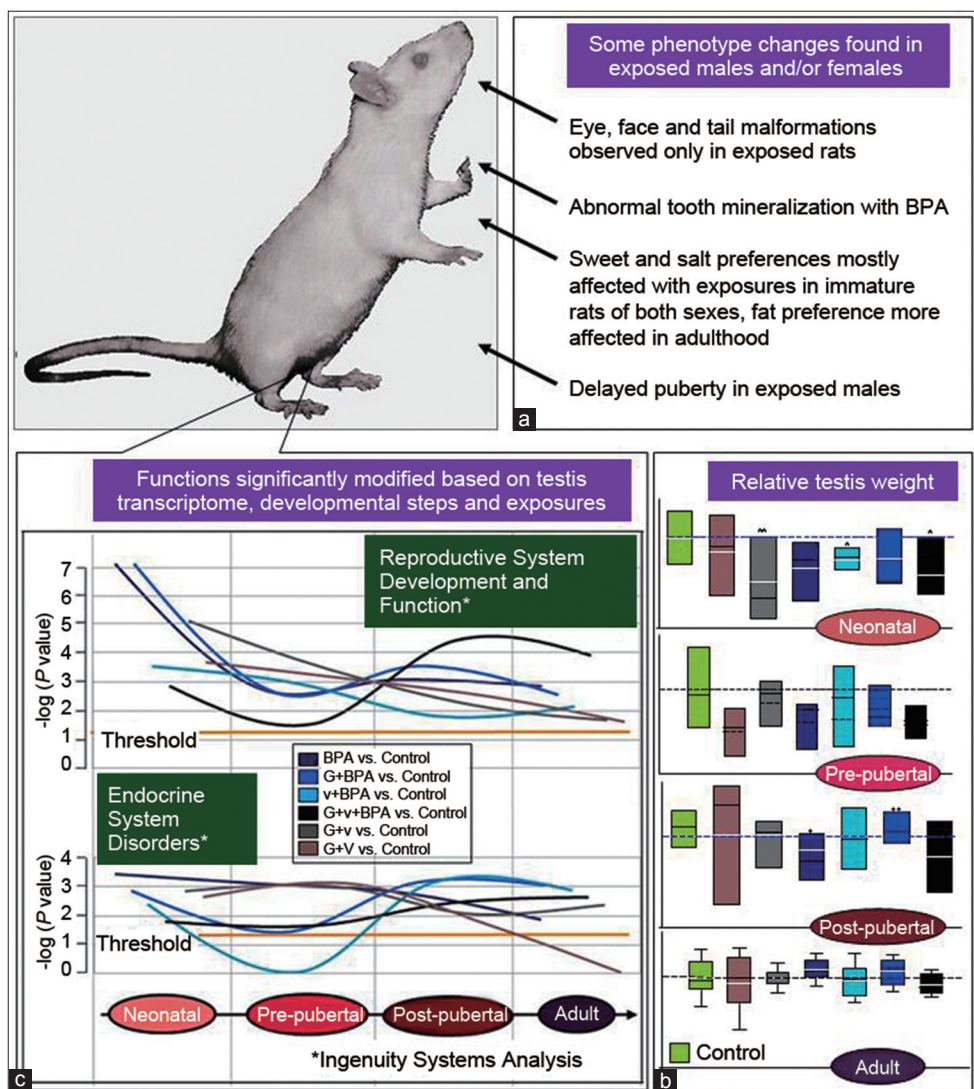 Some phenotype changes found in
exposed males and/or females
Eye, face and tail malformations
observed only in exposed rats
Abnormal tooth mineralization with BPA
Sweet and salt preferences mostly
affected with exposures in immature
rats of both sexes, fat preference more
affected in adulthood
Delayed puberty in exposed males
a
Functions significantly modified based on testis
transcriptome, developmental steps and exposures
Reproductive System
Development and
Function*
-log (P value)
7
6
5
4
3
2
1
0
Threshold
BPA vs. Control
G+BPA vs. Control
v+BPA vs. Control
G+v+BPA vs. Control
G+v vs. Control
G+V vs. Control
Endocrine
System
Disorders*
-log (P value)
4
3
2
1
0
Threshold
Neonatal
Pre-pubertal
Post-pubertal
Adult
*Ingenuity Systems Analysis
c
Relative testis weight
Neonatal
Pre-pubertal
Post-pubertal
Control
Adult
b